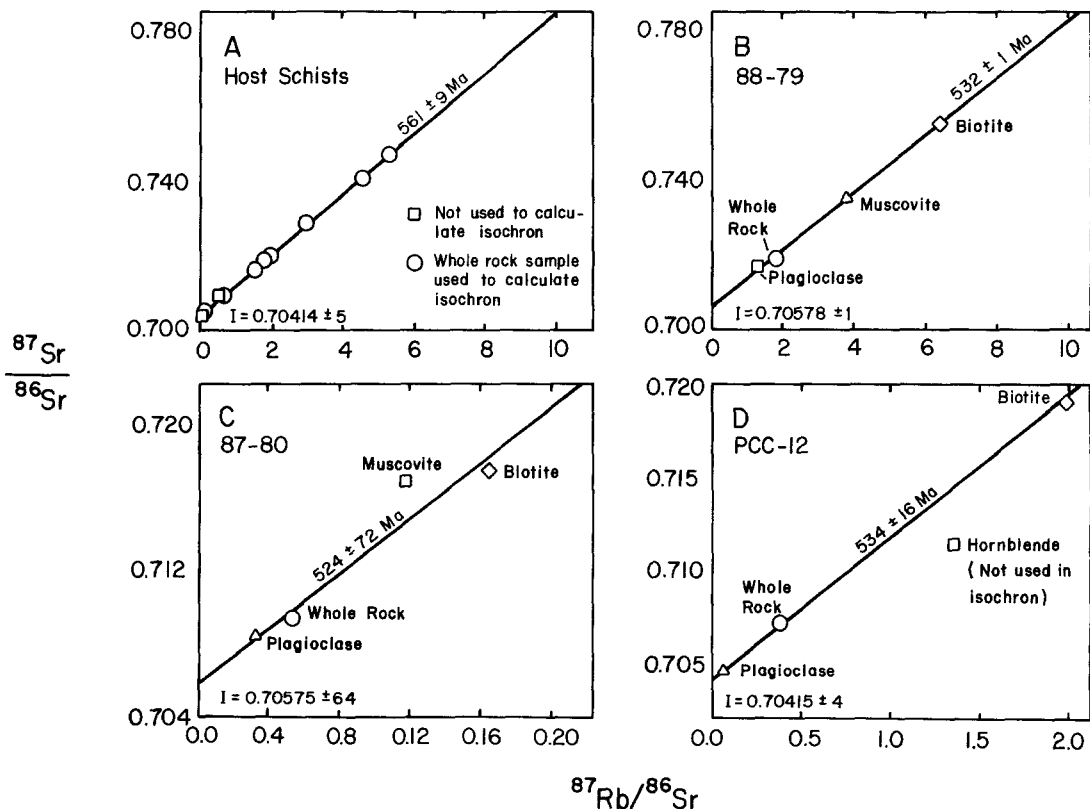 0.780
0.740
0.700
A
Host Schists
561 ± 9 Ma
Not used to calcu-
late isochron
Whole rock sample
used to calculate
isochron
I = 0.70414 ± 5
0 2 4 6 8 10
0.780
0.740
0.700
B
88-79
532 ± 1 Ma
Biotite
Muscovite
Whole
Rock
Plagioclase
I = 0.70578 ± 1
0 2 4 6 8 10
87Sr
86Sr
0.720
0.712
0.704
C
87-80
Muscovite
Biotite
524 ± 72 Ma
Whole Rock
Plagioclase
I = 0.70575 ± 64
0.0 0.4 0.8 0.12 0.16 0.20
0.720
0.715
0.710
0.705
D
PCC-12
Biotite
534 ± 16 Ma
Hornblende
(Not used in
isochron)
Whole
Rock
Plagioclase
I = 0.70415 ± 4
0.0 0.5 1.0 1.5 2.0
87Rb/86Sr